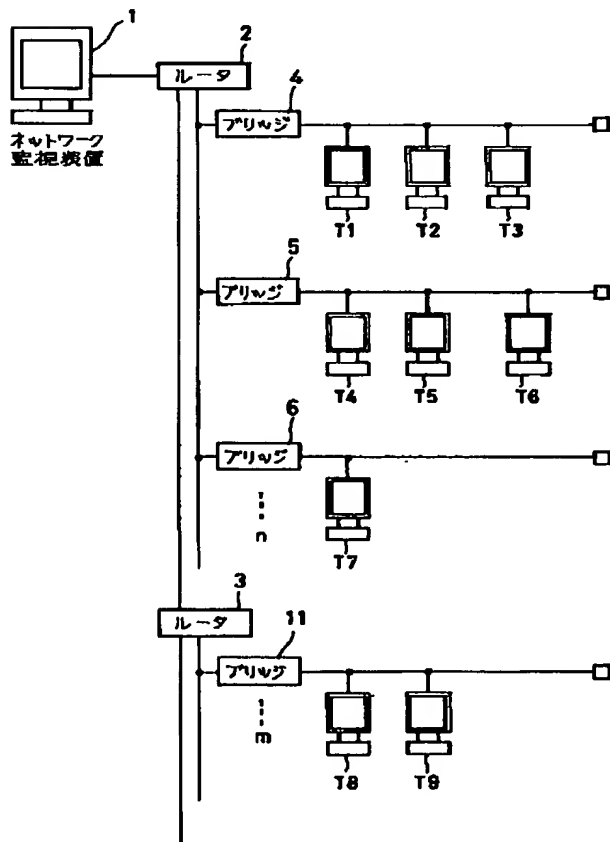 1
2
ルータ
ネットワーク
監視装置
4
ブリッジ
T1 T2 T3
5
ブリッジ
T4 T5 T6
6
ブリッジ
n
T7
3
ルータ
11
ブリッジ
m
T8 T9